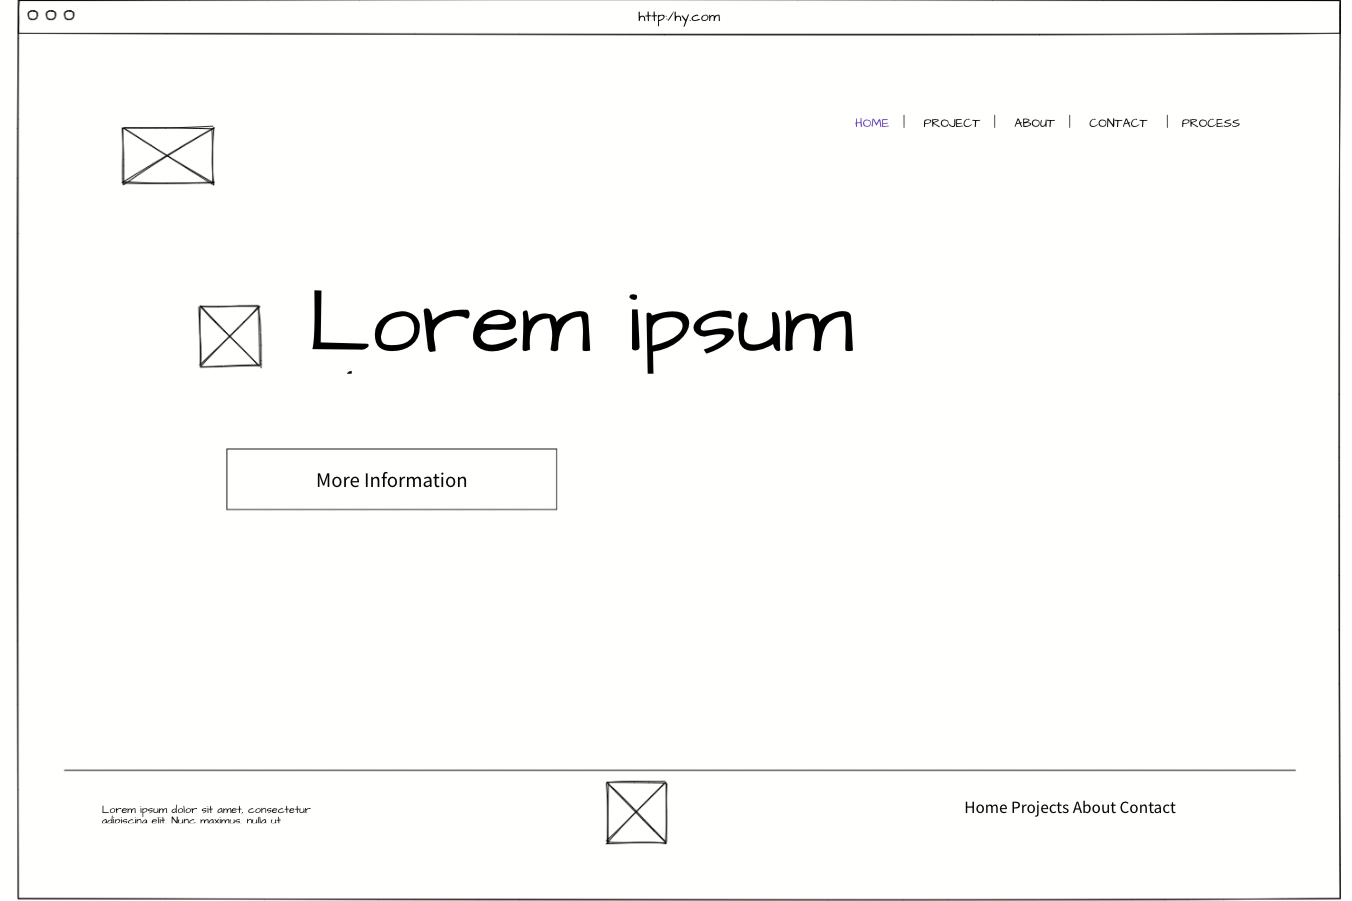 http:/hy.com
HOME | PROJECT | ABOUT | CONTACT | PROCESS
Lorem ipsum
More Information
Lorem ipsum dolor sit amet, consectetur
adipiscing elit. Nunc maximus, nulla ut
Home Projects About Contact